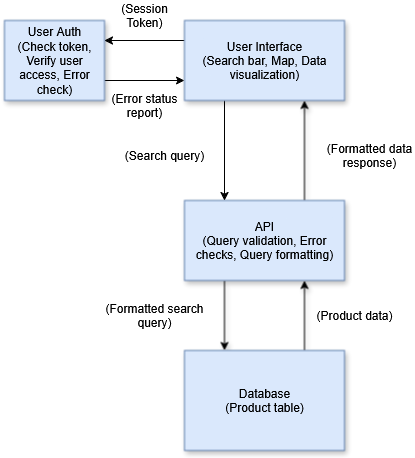 (Session
Token)
User Auth
(Check token,
Verify user
access, Error
check)
User Interface
(Search bar, Map, Data
visualization)
(Error status
report)
(Search query)
(Formatted data
response)
API
(Query validation, Error
checks, Query formatting)
(Formatted search
query)
(Product data)
Database
(Product table)